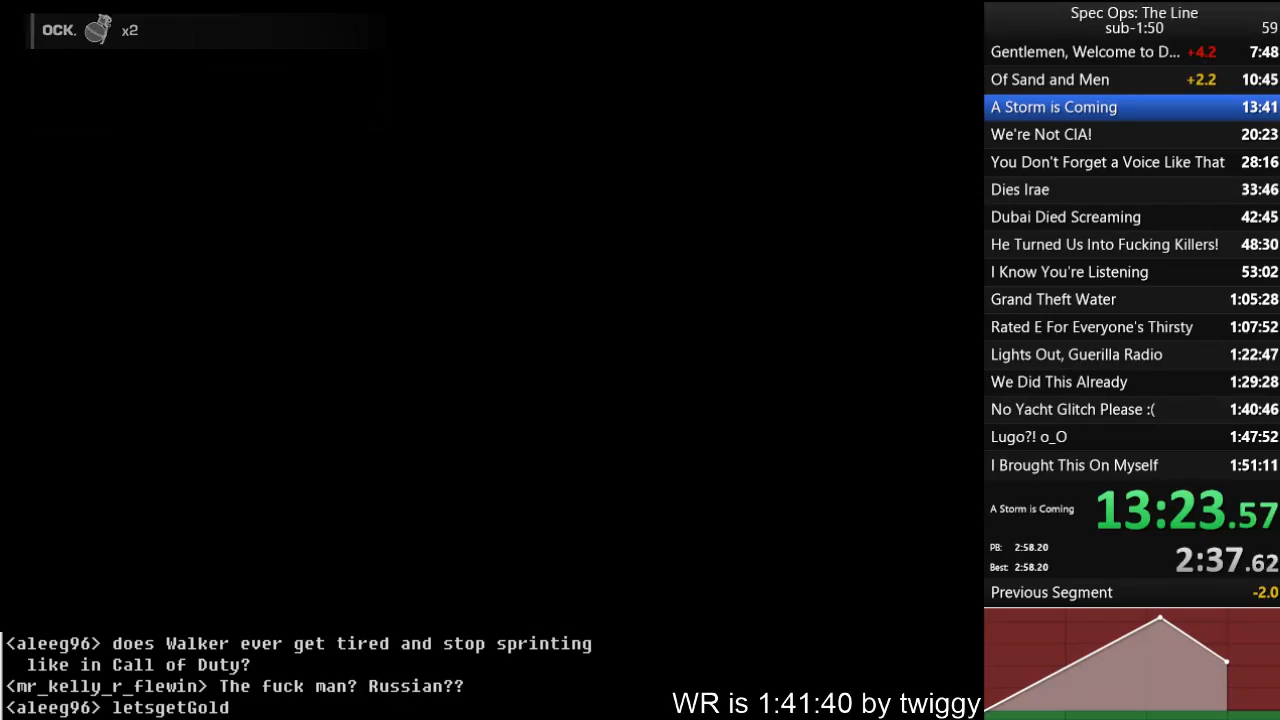 OCK. x2
Spec Ops: The Line
sub-1:50 59
Gentlemen, Welcome to D... +4.2 7:48
Of Sand and Men +2.2 10:45
A Storm is Coming 13:41
We're Not CIA! 20:23
You Don't Forget a Voice Like That 28:16
Dies Irae 33:46
Dubai Died Screaming 42:45
He Turned Us Into Fucking Killers! 48:30
I Know You're Listening 53:02
Grand Theft Water 1:05:28
Rated E For Everyone's Thirsty 1:07:52
Lights Out, Guerilla Radio 1:22:47
We Did This Already 1:29:28
No Yacht Glitch Please :( 1:40:46
Lugo?! o_O 1:47:52
I Brought This On Myself 1:51:11
A Storm is Coming 13:23.57
PB: 2:58.20
Best: 2:58.20 2:37.62
Previous Segment -2.0
<aleeg96> does Walker ever get tired and stop sprinting
like in Call of Duty?
<mr_kelly_r_flewin> The fuck man? Russian??
<aleeg96> letsgetGold
WR is 1:41:40 by twiggy